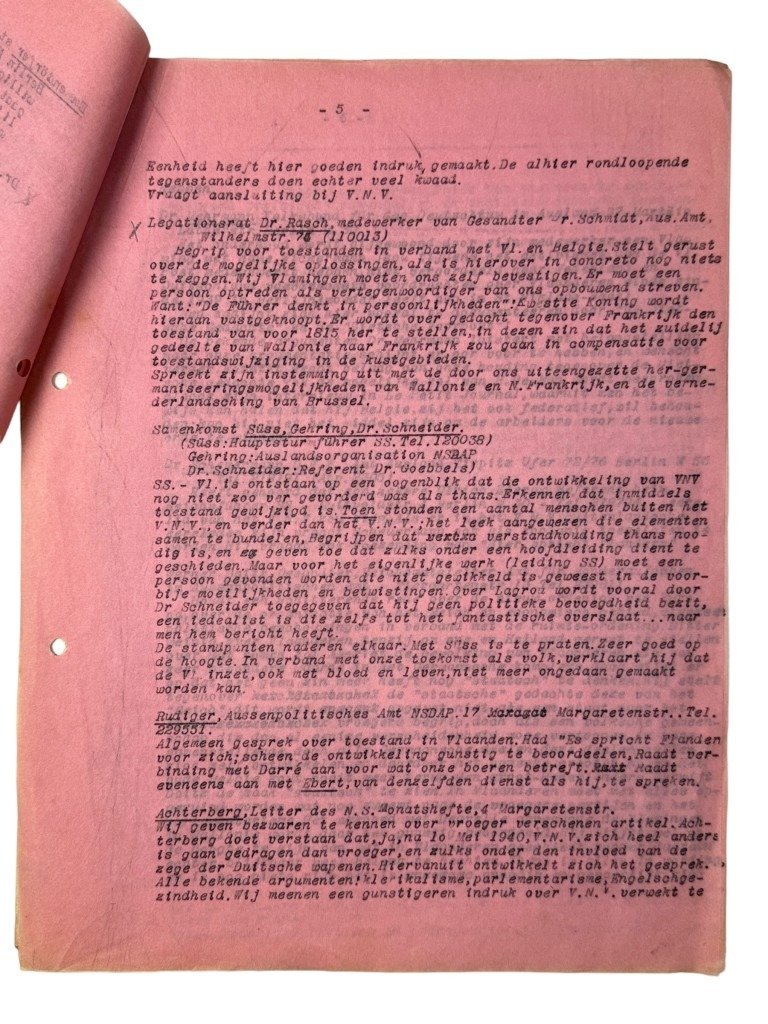 - 5 -
Eenheid heeft hier goeden indruk gemaakt. De alhier rondloopende
tegenstanders doen echter veel kwaad.
Vraagt aansluiting bij V.N.V.
Legationsrat Dr. Rasch, medewerker van Gesandter Dr. Schmidt, Aus. Amt,
Wilhelmstr. 76 (110013)
Begrip voor toestanden in verband met Vl. en Belgie. Stelt gerust
over de mogelijke oplossingen, als is hierover in concreto nog niets
te zeggen. Wij Vlamingen moeten ons zelf bevestigen. Er moet een
persoon optreden als vertegenwoordiger van ons opbouwend streven.
Want: "De Führer denkt in persoonlijkheden"! Kwestie Koning wordt
hieraan vastgeknoopt. Er wordt over gedacht tegenover Frankrijk den
toestand van voor 1815 her te stellen, in dezen zin dat het zuidelij
gedeelte van Wallonie naar Frankrijk zou gaan in compensatie voor
toestandswijziging in de kustgebieden.
Spreekt zijn instemming uit met de door ons uiteengezette her-ger-
maniseeringsmogelijkheden van Wallonie en N. Frankrijk, en de verne-
derlandsching van Brussel.
Samenkomst Süss, Gehring, Dr. Schneider.
(Süss: Hauptsturführer SS. Tel. 120038)
Gehring: Auslandsorganisation NSDAP
Dr. Schneider: Referent Dr. Goebbels)
SS. - Vl. is ontstaan op een oogenblik dat de ontwikkeling van VNV
nog niet zoo ver gevorderd was als thans. Erkennen dat inmiddels
toestand gewijzigd is. Toen stonden een aantal menschen buiten het
V.N.V., en verder dan het V.N.V.; het leek aangewezen die elementen
samen te bundelen. Begrijpen dat verstandhouding thans noo-
dig is, en geven toe dat zulks onder een hoofdleiding dient te
geschieden. Maar voor het eigenlijke werk (leiding SS) moet een
persoon gevonden worden die niet gewikkeld is geweest in de voor-
bije moeilijkheden en betwistingen. Over Lagrou wordt vooral door
Dr Schneider toegegeven dat hij geen politieke bevoegdheid bezit,
een idealist is die zelfs tot het fantastische overslaat...naar
men hem bericht heeft.
De standpunten naderen elkaar. Met Süss is te praten. Zeer goed op
de hoogte. In verband met onze toekomst als volk, verklaart hij dat
de Vl. inzet, ook met bloed en leven, niet meer ongedaan gemaakt
worden kan.
Rudiger, Aussenpolitisches Amt NSDAP. 17 Margaretenstr.. Tel.
229551.
Algemeen gesprek over toestand in Vlaanden. Had "Es spricht Flanden
voor zich; scheen de ontwikkeling gunstig te beoordeelen, Raadt ver-
binding met Darré aan voor wat onze boeren betreft. Raadt
eveneens aan met Ebert, van denzelfden dienst als hij, te spreken.
Achterberg, Leiter des N.S. Monatshefte, 4 Margaretenstr.
Wij geven bezwaren te kennen over vroeger verschenen artikel. Ach-
terberg doet verstaan dat, ja, na 10 Mei 1940, V.N.V. zich heel anders
is gaan gedragen dan vroeger, en zulks onder den invloed van de
zege der Duitsche wapenen. Hiervanuit ontwikkelt zich het gesprek.
Alle bekende argumenten! klerikalisme, parlementarisme, Engelschge-
zindheid. Wij meenen een gunstigeren indruk over V.N.V. verwekt te